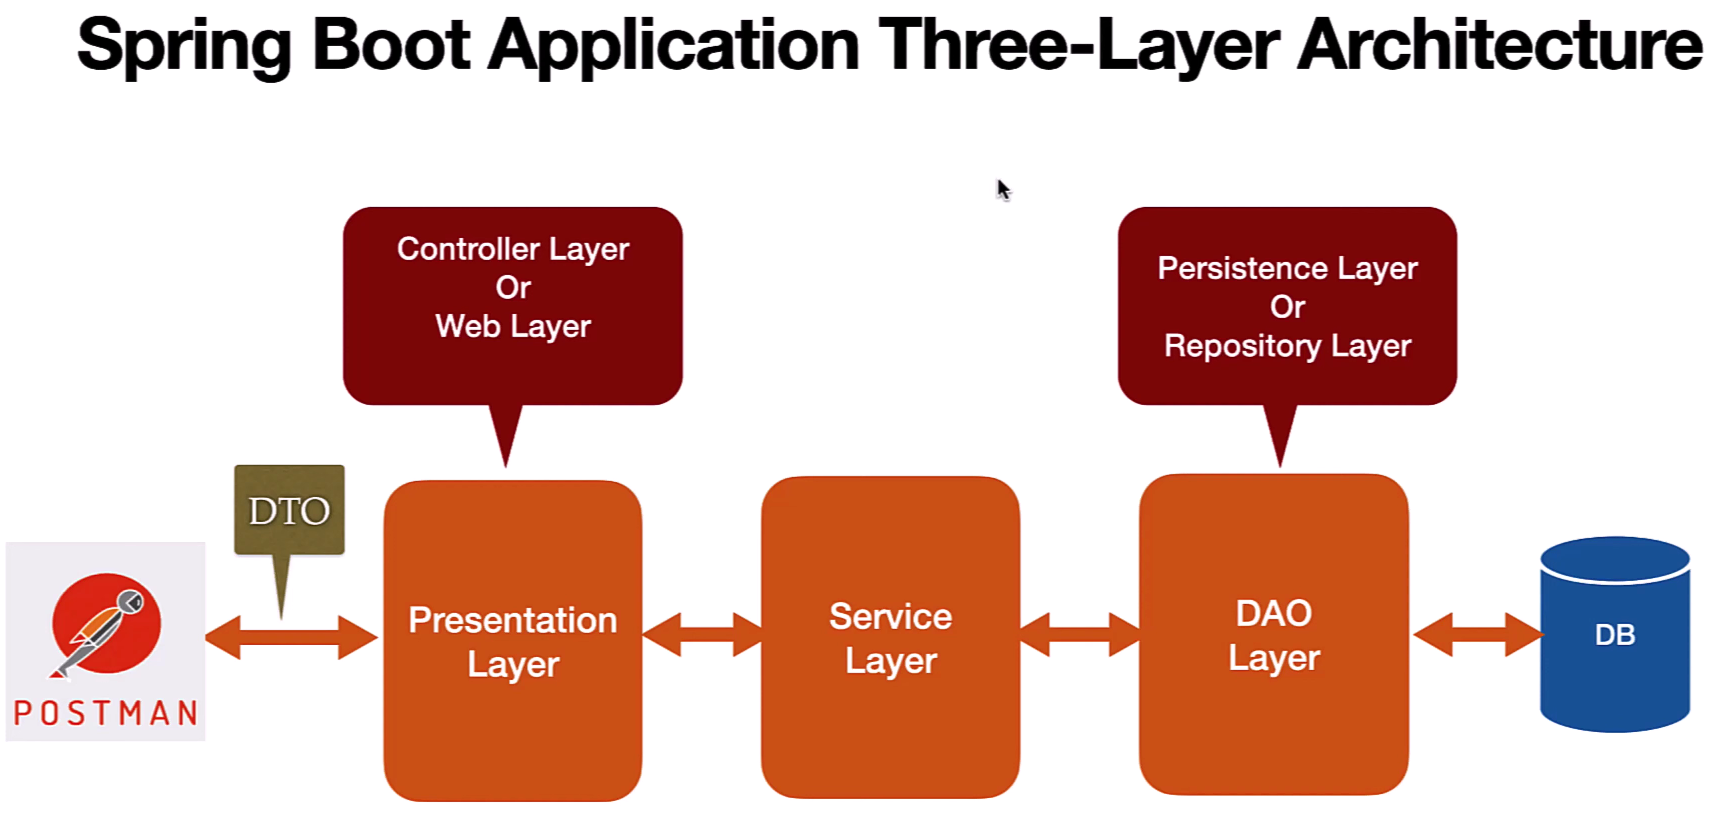 Spring Boot Application Three-Layer Architecture
Controller Layer
Or
Web Layer
Persistence Layer
Or
Repository Layer
DTO
POSTMAN
Presentation
Layer
Service
Layer
DAO
Layer
DB